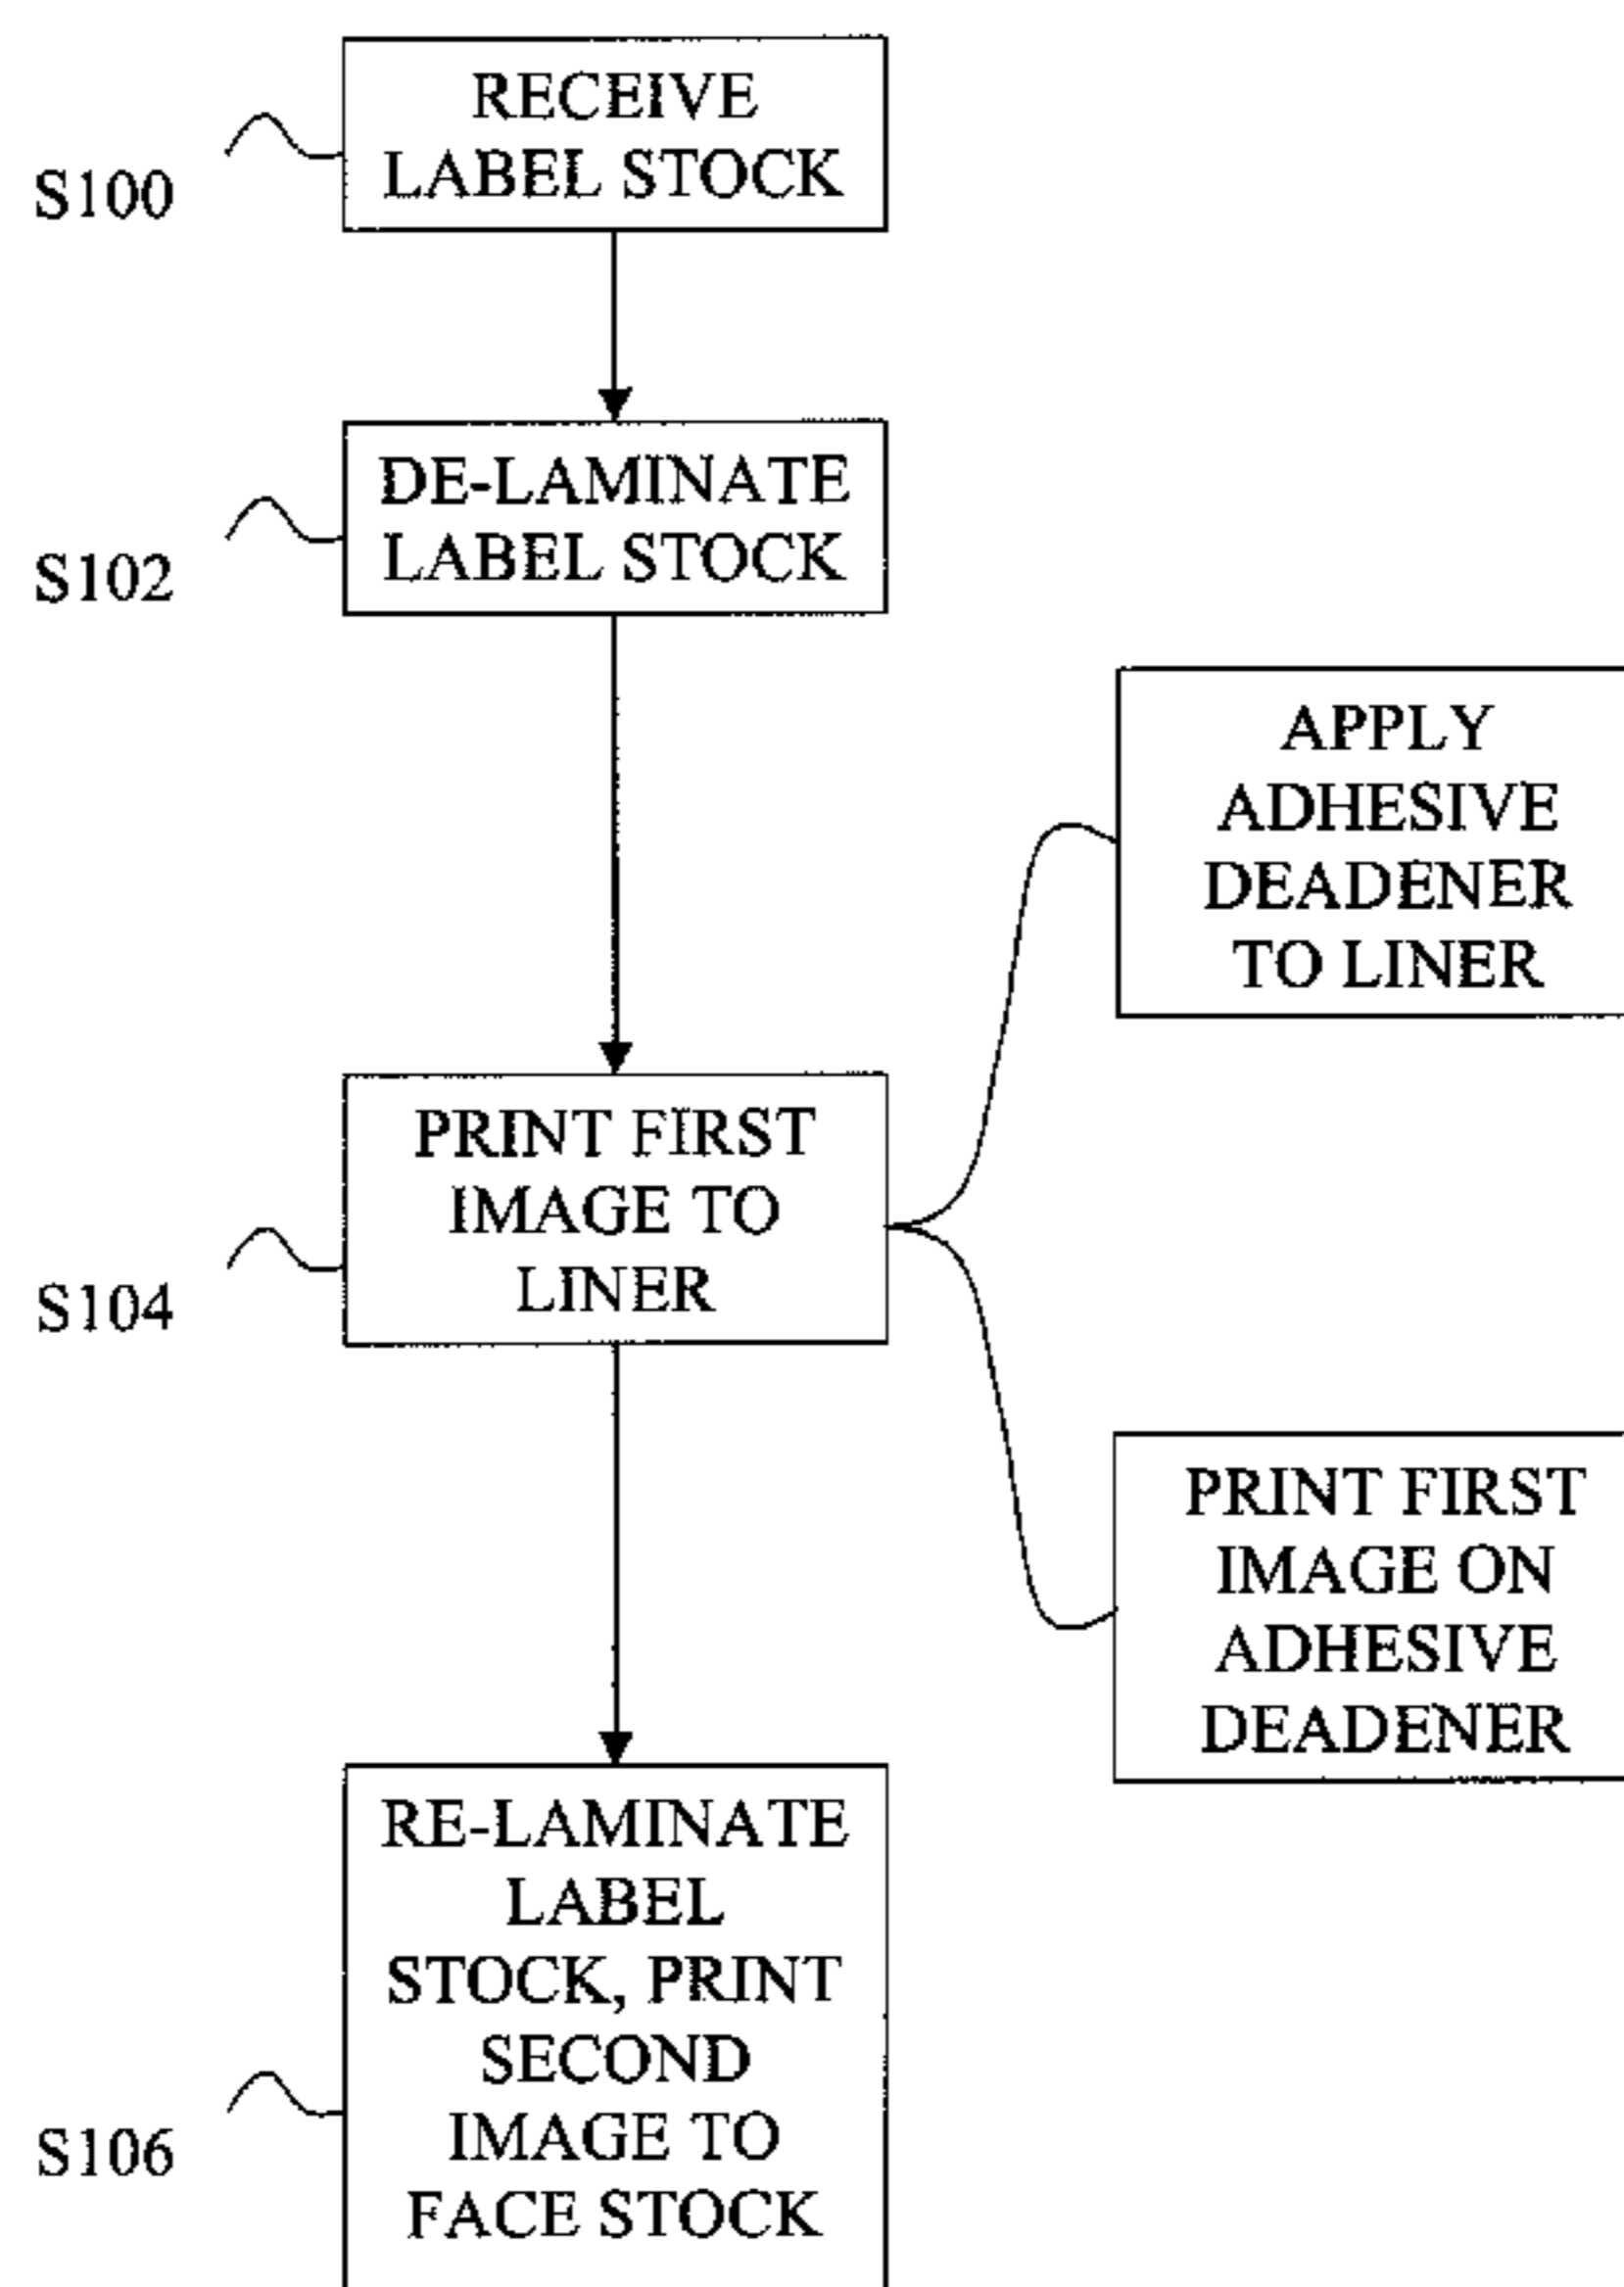 RECEIVE
LABEL STOCK
S100
DE-LAMINATE
LABEL STOCK
S102
APPLY
ADHESIVE
DEADENER
TO LINER
PRINT FIRST
IMAGE TO
LINER
S104
PRINT FIRST
IMAGE ON
ADHESIVE
DEADENER
RE-LAMINATE
LABEL
STOCK, PRINT
SECOND
IMAGE TO
FACE STOCK
S106